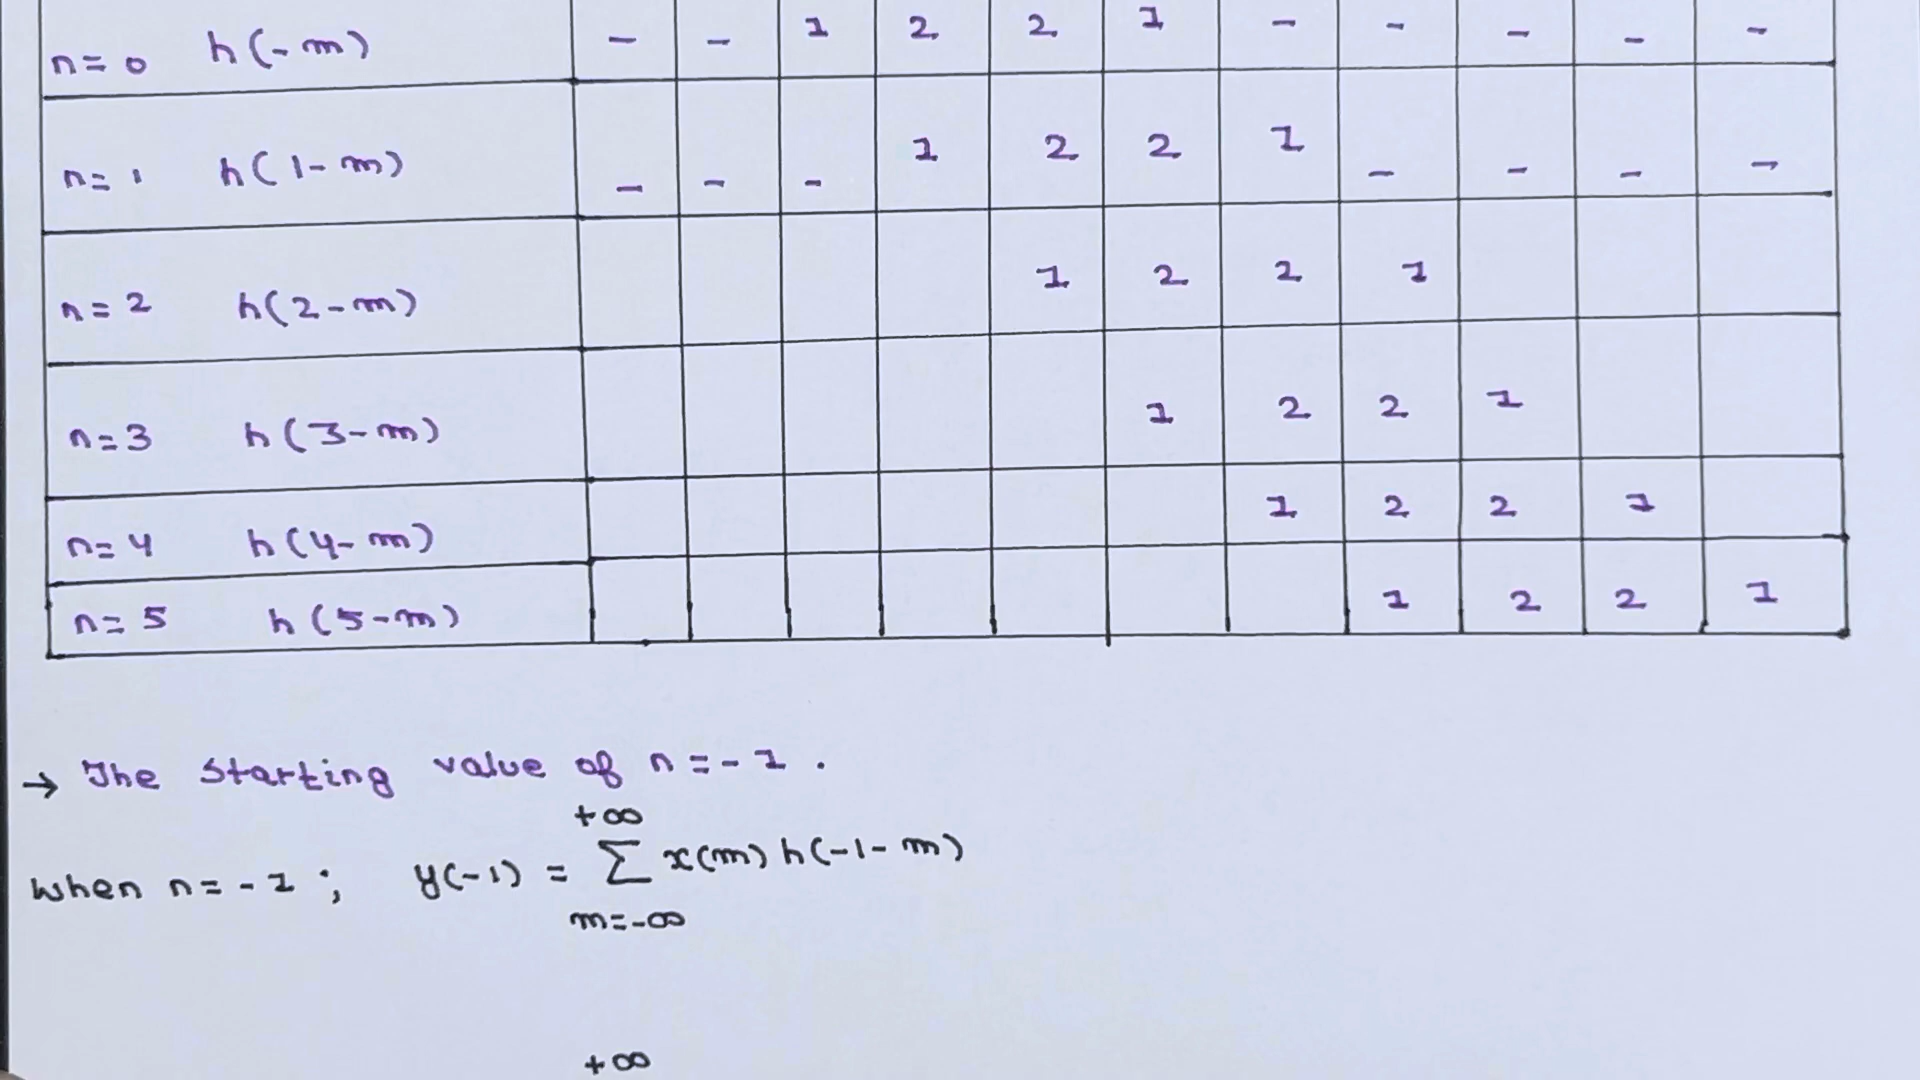 n=0 h(-m) - - 1 2 2 1 - - - - -
n=1 h(1-m) - - - 1 2 2 1 - - - -
n=2 h(2-m) 1 2 2 1
n=3 h(3-m) 1 2 2 1
n=4 h(4-m) 1 2 2 1
n=5 h(5-m) 1 2 2 1
→ The starting value of n=-1.
+∞
when n=-1; y(-1) = Σ x(m) h(-1-m)
m=-∞
+∞